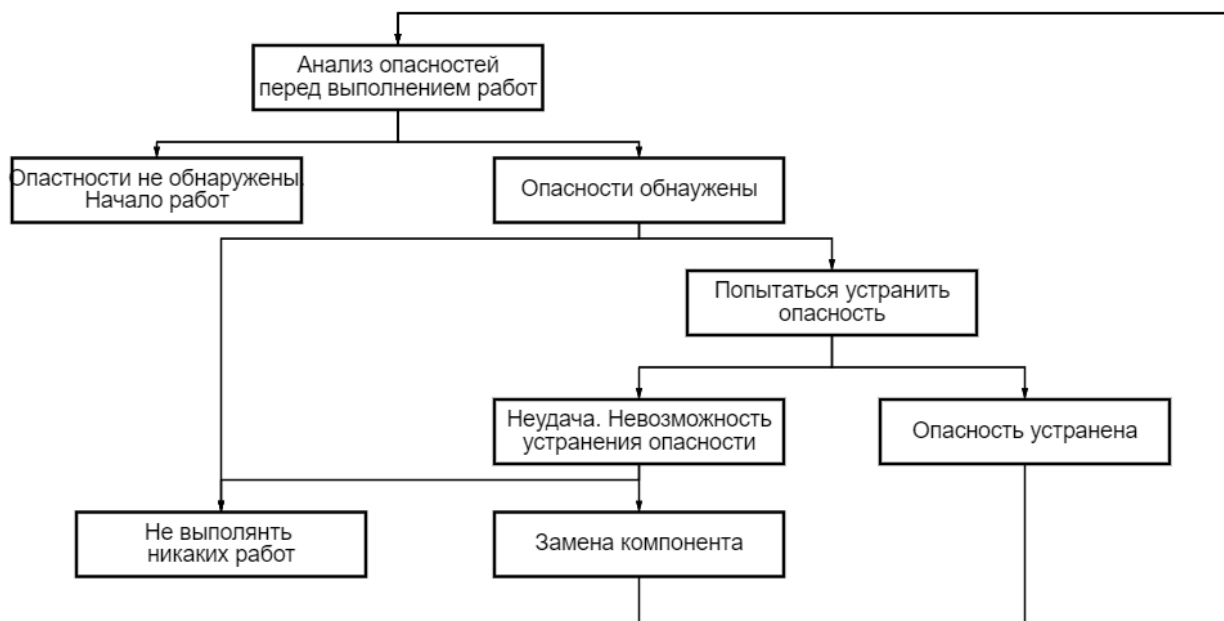 Анализ опасностей
перед выполнением работ
Опастности не обнаружены.
Начало работ
Опасности обнаужены
Попытаться устранить
опасность
Неудача. Невозможность
устранения опасности
Опасность устранена
Не выполянть
никаких работ
Замена компонента